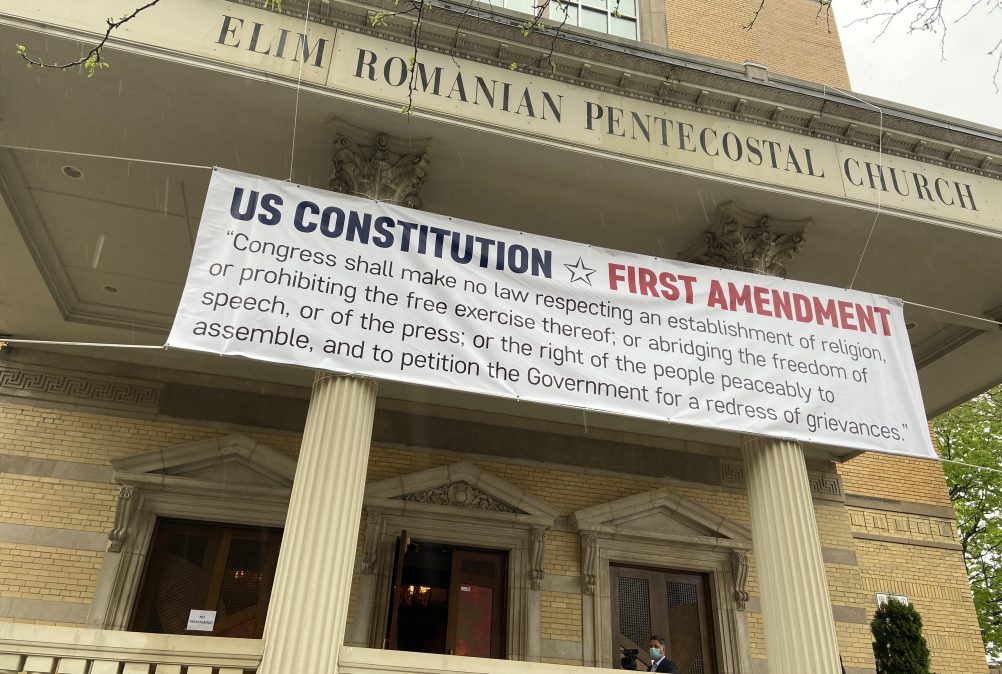 ELIM ROMANIAN PENTECOSTAL CHURCH
US CONSTITUTION ☆ FIRST AMENDMENT
“Congress shall make no law respecting an establishment of religion,
or prohibiting the free exercise thereof; or abridging the freedom of
speech, or of the press; or the right of the people peaceably to
assemble, and to petition the Government for a redress of grievances.”
NO
TRESPASSING